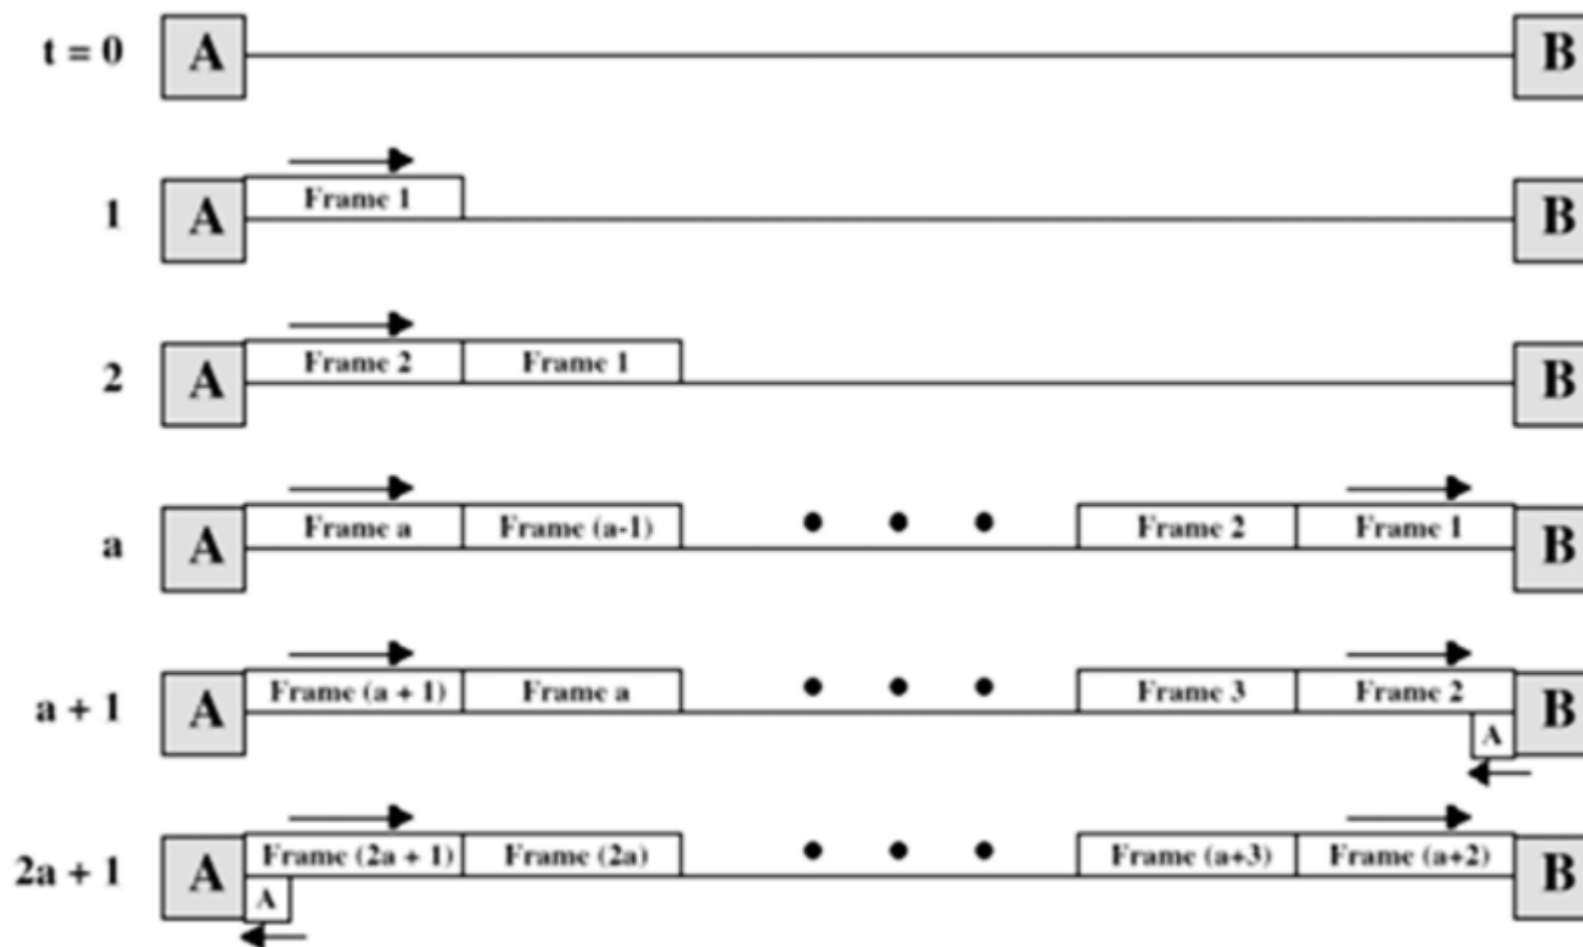 t = 0 A B
1 A Frame 1 B
2 A Frame 2 Frame 1 B
a A Frame a Frame (a-1) • • • Frame 2 Frame 1 B
a + 1 A Frame (a + 1) Frame a • • • Frame 3 Frame 2 B
A
2a + 1 A Frame (2a + 1) Frame (2a) • • • Frame (a+3) Frame (a+2) B
A